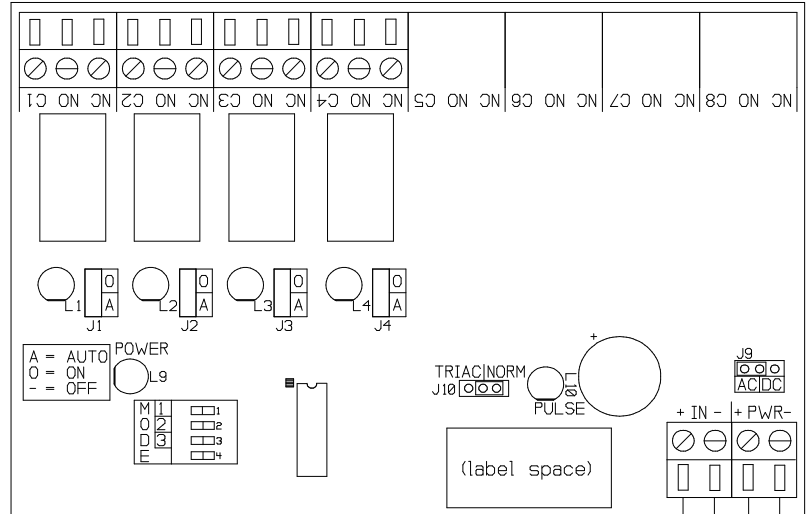 C1 NO NC C2 NO NC C3 NO NC C4 NO NC C5 NO NC C6 NO NC C7 NO NC C8 NO NC
L1 O A L2 O A L3 O A L4 O A
J1 J2 J3 J4
A = AUTO
O = ON
- = OFF
POWER
L9
MODE
1
2
3
1
2
3
4
TRIAC|NORM
J10
L10
PULSE
+
(label space)
J9
AC DC
+ IN - + PWR-